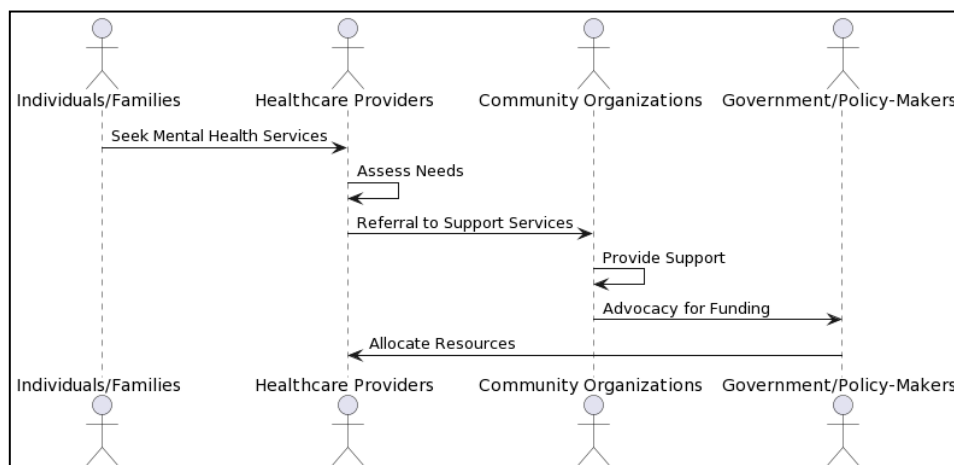 Individuals/Families Healthcare Providers Community Organizations Government/Policy-Makers
Seek Mental Health Services
Assess Needs
Referral to Support Services
Provide Support
Advocacy for Funding
Allocate Resources
Individuals/Families Healthcare Providers Community Organizations Government/Policy-Makers